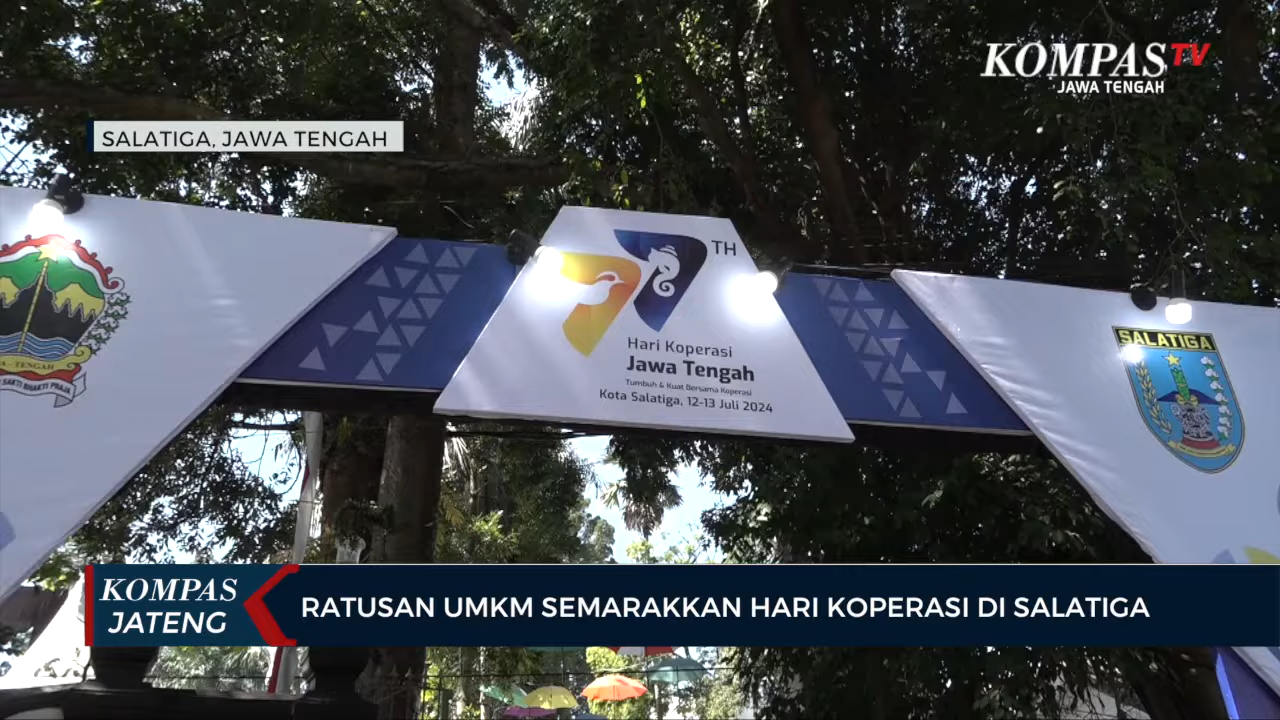 KOMPAS TV
JAWA TENGAH
SALATIGA, JAWA TENGAH
77 TH
Hari Koperasi
Jawa Tengah
Tumbuh & Kuat Bersama Koperasi
Kota Salatiga, 12-13 Juli 2024
SALATIGA
TENGAH
SAKTI BHAKTI PRAJA
KOMPAS
JATENG
RATUSAN UMKM SEMARAKKAN HARI KOPERASI DI SALATIGA